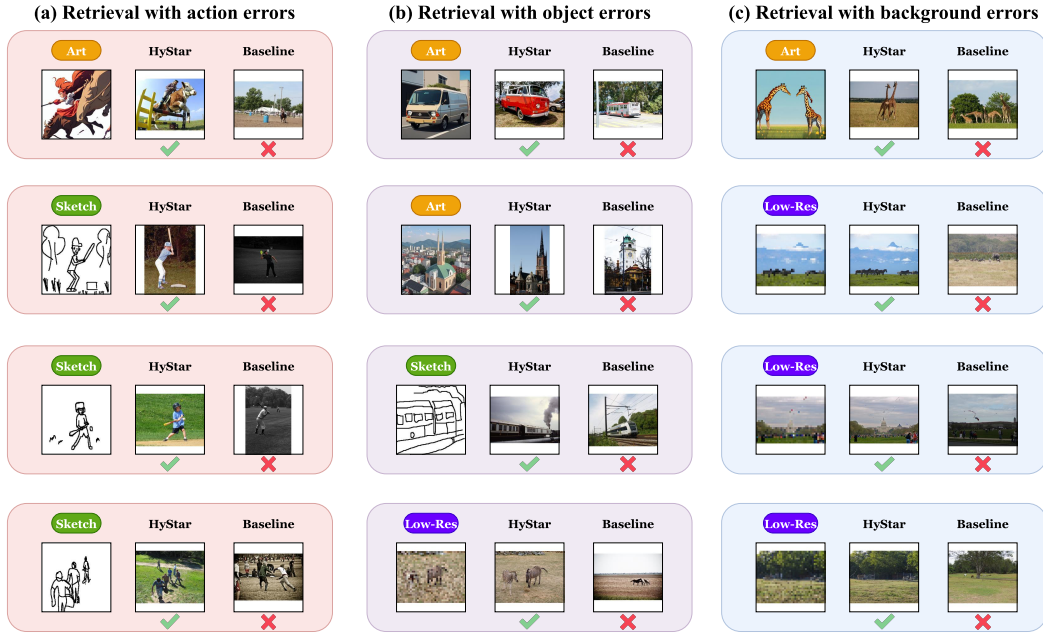 (a) Retrieval with action errors
(b) Retrieval with object errors
(c) Retrieval with background errors
Art HyStar Baseline
Art HyStar Baseline
Art HyStar Baseline
Sketch HyStar Baseline
Art HyStar Baseline
Low-Res HyStar Baseline
Sketch HyStar Baseline
Sketch HyStar Baseline
Low-Res HyStar Baseline
Sketch HyStar Baseline
Low-Res HyStar Baseline
Low-Res HyStar Baseline